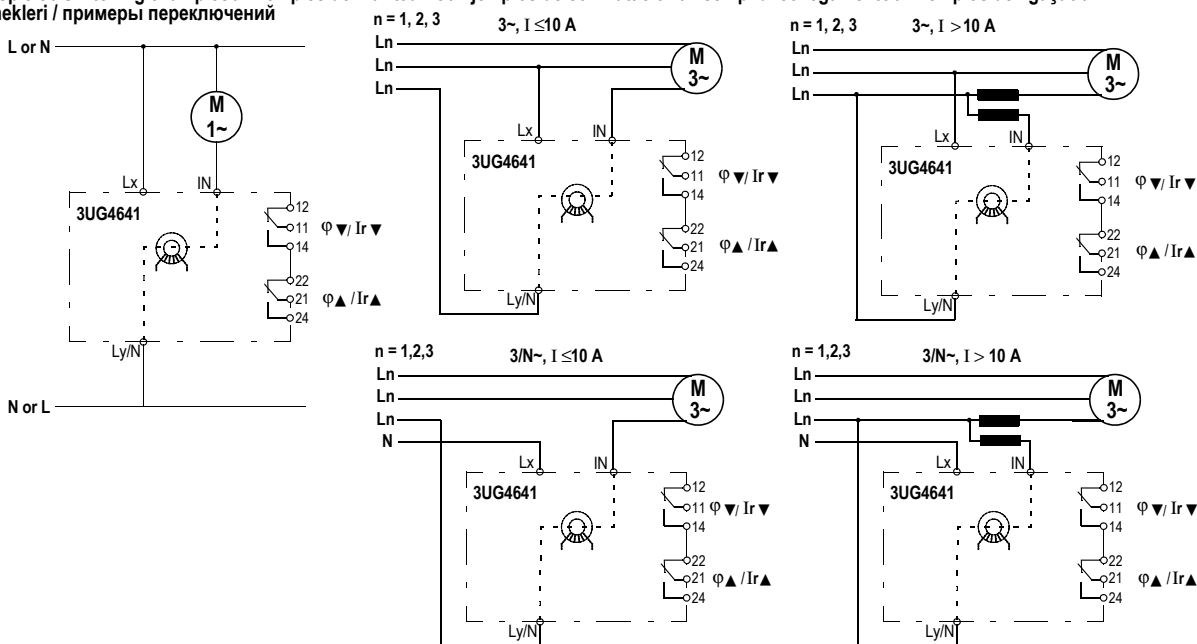 nekleri / примеры переключений
L or N
M
1~
Lx
IN
3UG4641
12
11
14
φ ▼/ Ir ▼
22
21
24
φ▲ /Ir▲
Ly/N
N or L
n = 1, 2, 3
3~, I ≤10 A
Ln
Ln
Ln
M
3~
Lx
IN
3UG4641
12
11
14
φ ▼/ Ir ▼
22
21
24
φ▲ /Ir▲
Ly/N
n = 1, 2, 3
3~, I >10 A
Ln
Ln
Ln
M
3~
Lx
IN
3UG4641
12
11
14
φ ▼/ Ir ▼
22
21
24
φ▲ /Ir▲
Ly/N
n = 1,2,3
3/N~, I ≤10 A
Ln
Ln
Ln
N
M
3~
Lx
IN
3UG4641
12
11
14
φ ▼/ Ir ▼
22
21
24
φ▲ /Ir▲
Ly/N
n = 1,2,3
3/N~, I > 10 A
Ln
Ln
Ln
N
M
3~
Lx
IN
3UG4641
12
11
14
φ ▼/ Ir ▼
22
21
24
φ▲ /Ir▲
Ly/N